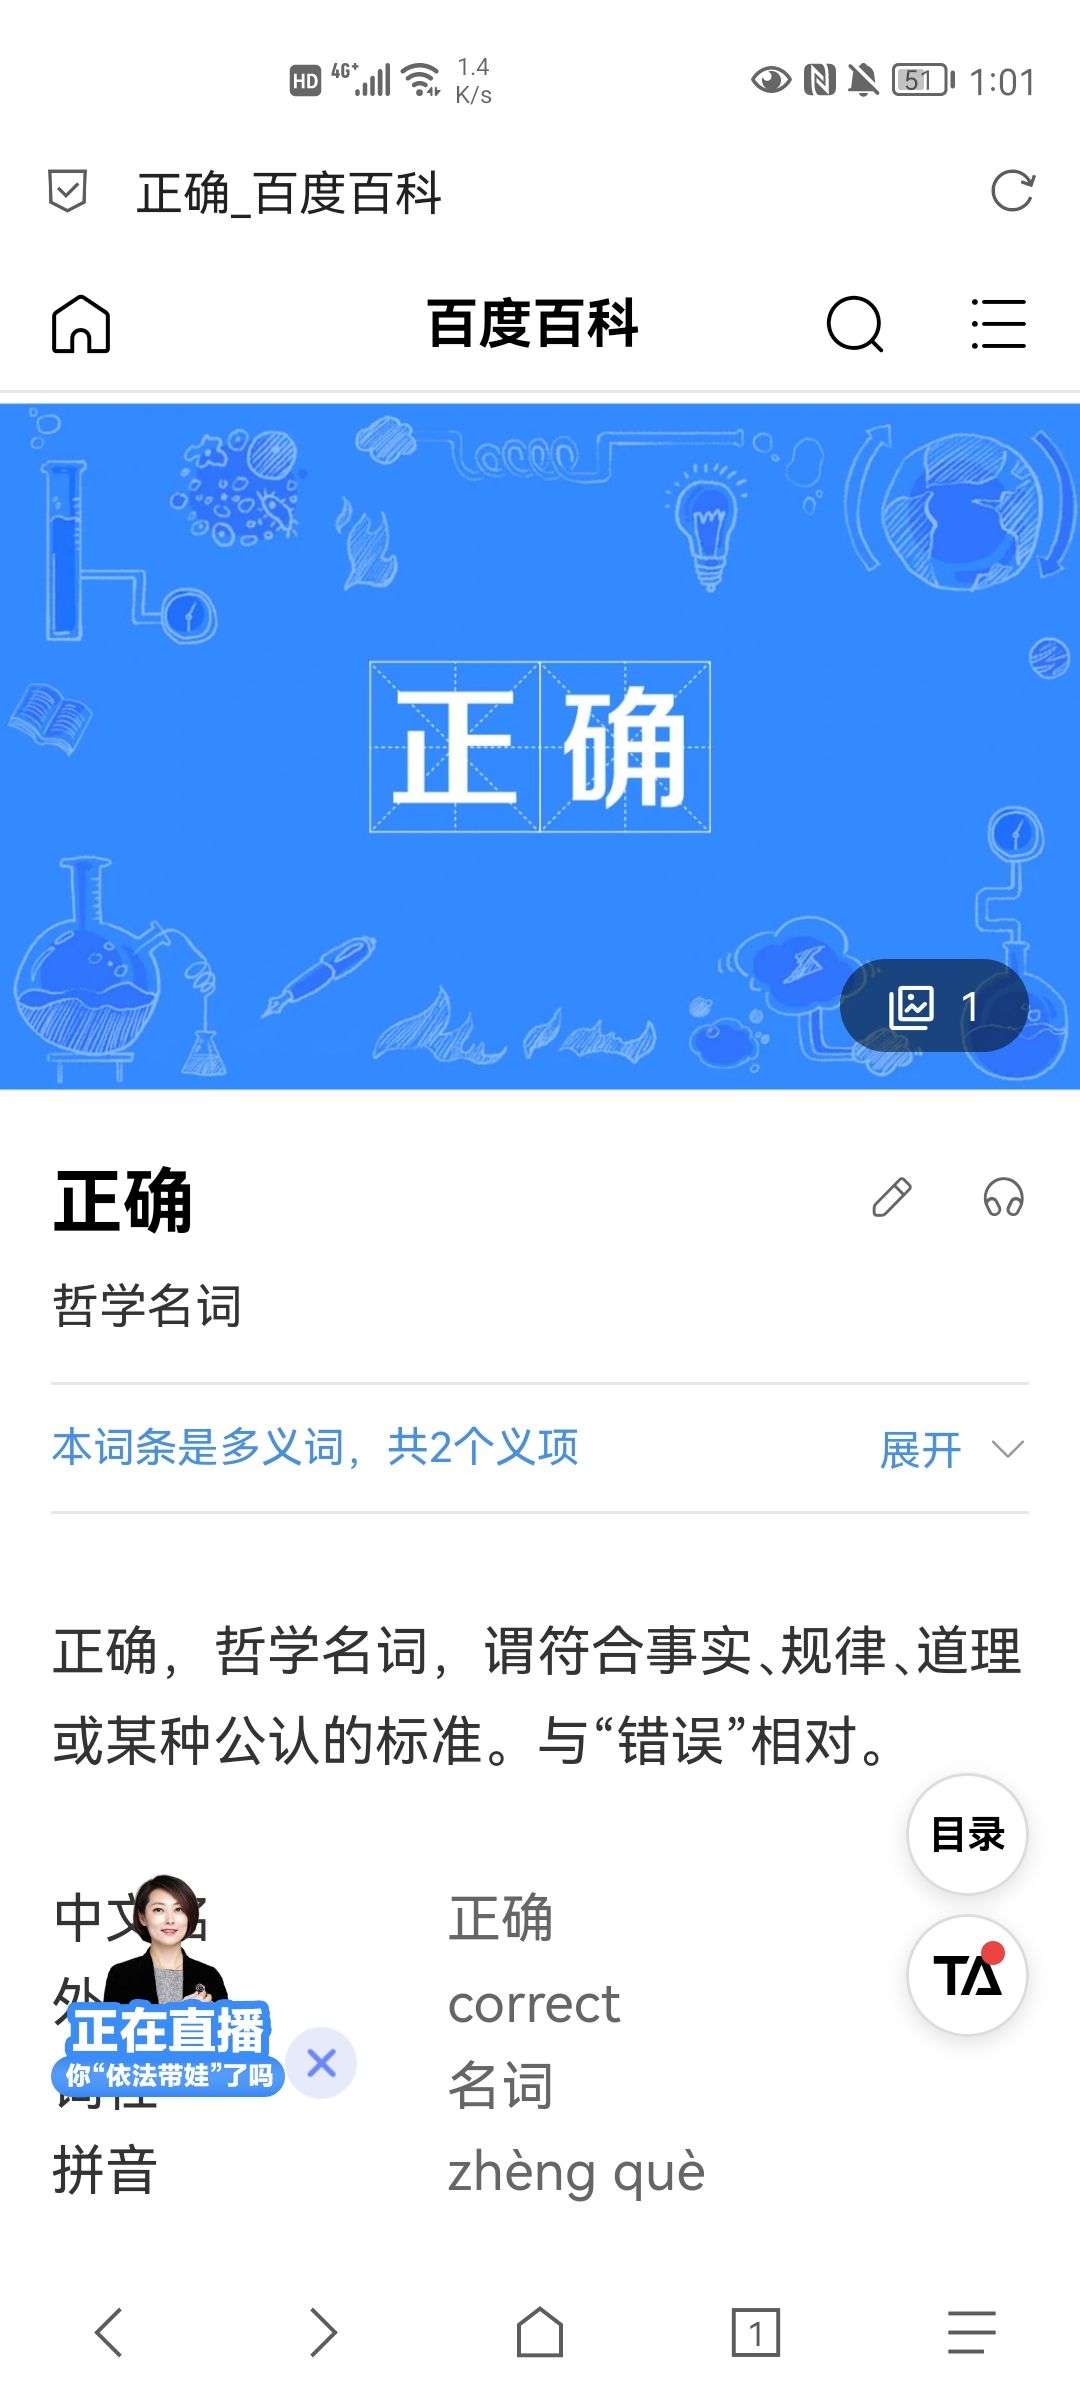 HD 4G+ 1.4 K/s 51 1:01
正确_百度百科
百度百科
正确
1
正确
哲学名词
本词条是多义词，共2个义项 展开
正确，哲学名词，谓符合事实、规律、道理
或某种公认的标准。与“错误”相对。
目录
中文名 正确
TA
外 correct
正在直播
你“依法带娃”了吗
词性 名词
拼音 zhèng què
1